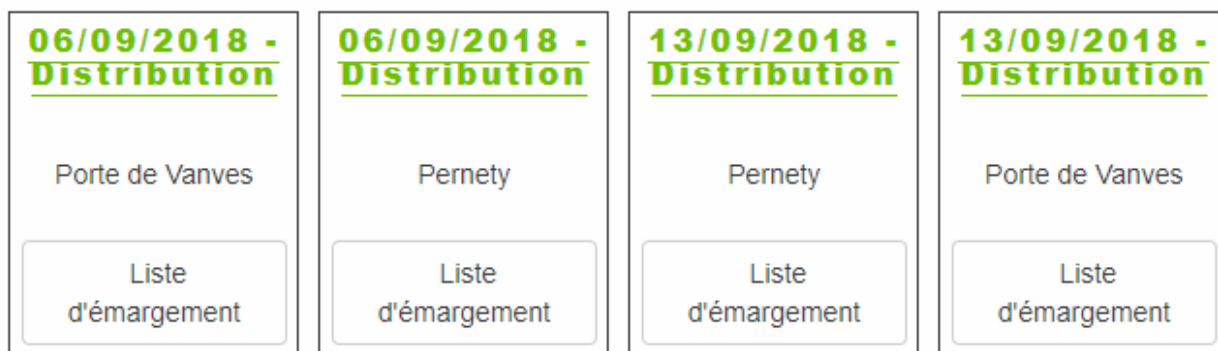 06/09/2018 -
Distribution
Porte de Vanves
Liste
d'émargement
06/09/2018 -
Distribution
Pernety
Liste
d'émargement
13/09/2018 -
Distribution
Pernety
Liste
d'émargement
13/09/2018 -
Distribution
Porte de Vanves
Liste
d'émargement